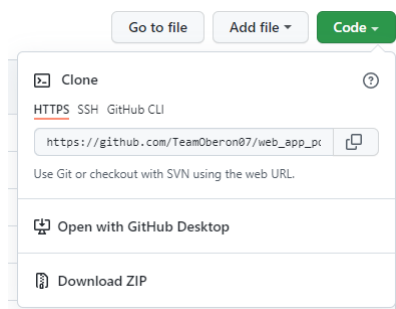 Go to file Add file Code
Clone
HTTPS SSH GitHub CLI
https://github.com/TeamOberon07/web_app_po
Use Git or checkout with SVN using the web URL.
Open with GitHub Desktop
Download ZIP